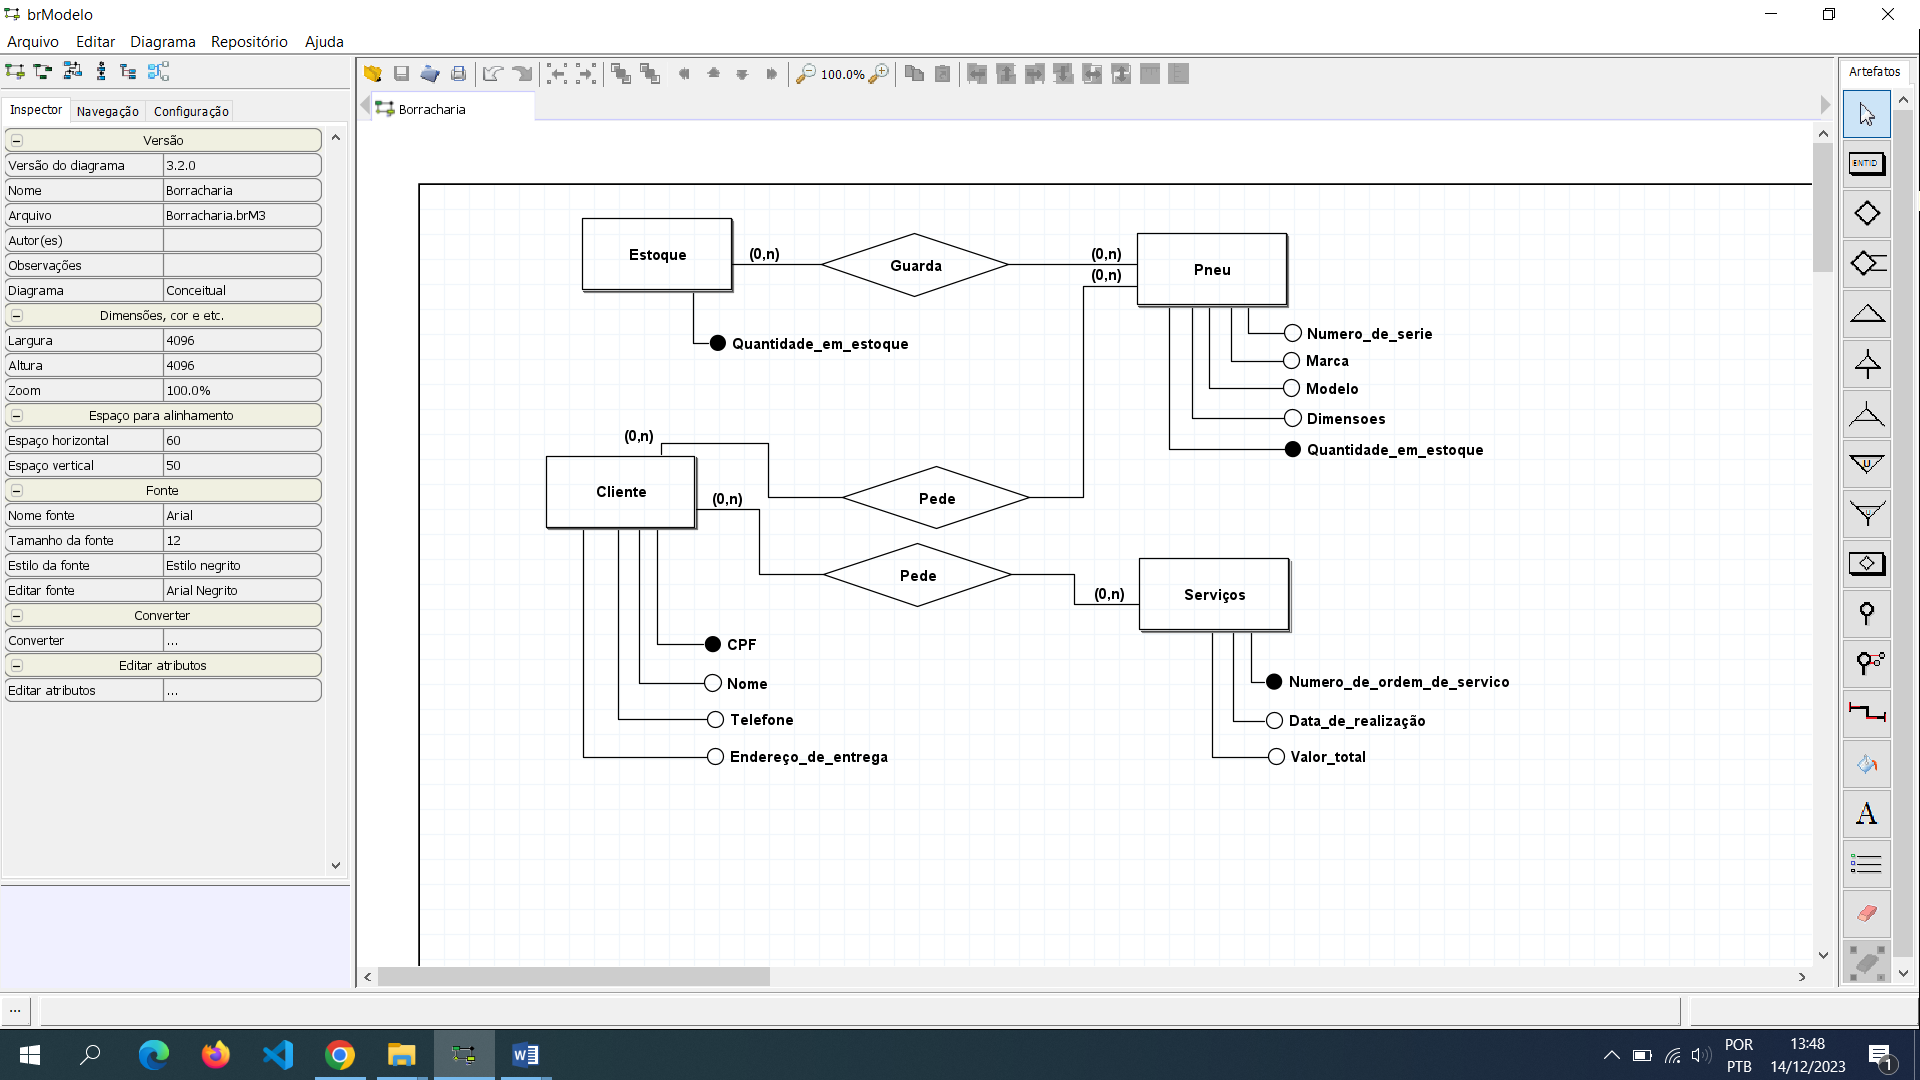 brModelo
Arquivo Editar Diagrama Repositório Ajuda
100.0%
Artefatos
Inspector Navegação Configuração
Borracharia
Versão
Versão do diagrama 3.2.0
Nome Borracharia
Arquivo Borracharia.brM3
Autor(es)
Observações
Diagrama Conceitual
Dimensões, cor e etc.
Largura 4096
Altura 4096
Zoom 100.0%
Espaço para alinhamento
Espaço horizontal 60
Espaço vertical 50
Fonte
Nome fonte Arial
Tamanho da fonte 12
Estilo da fonte Estilo negrito
Editar fonte Arial Negrito
Converter
Converter ...
Editar atributos
Editar atributos ...
Estoque (0,n) Guarda (0,n) Pneu
(0,n)
Quantidade_em_estoque
Numero_de_serie
Marca
Modelo
Dimensoes
Quantidade_em_estoque
(0,n)
Cliente (0,n) Pede
Pede (0,n) Serviços
CPF
Nome
Telefone
Endereço_de_entrega
Numero_de_ordem_de_servico
Data_de_realização
Valor_total
ENTID
U
U
A
...
POR
PTB
13:48
14/12/2023
1